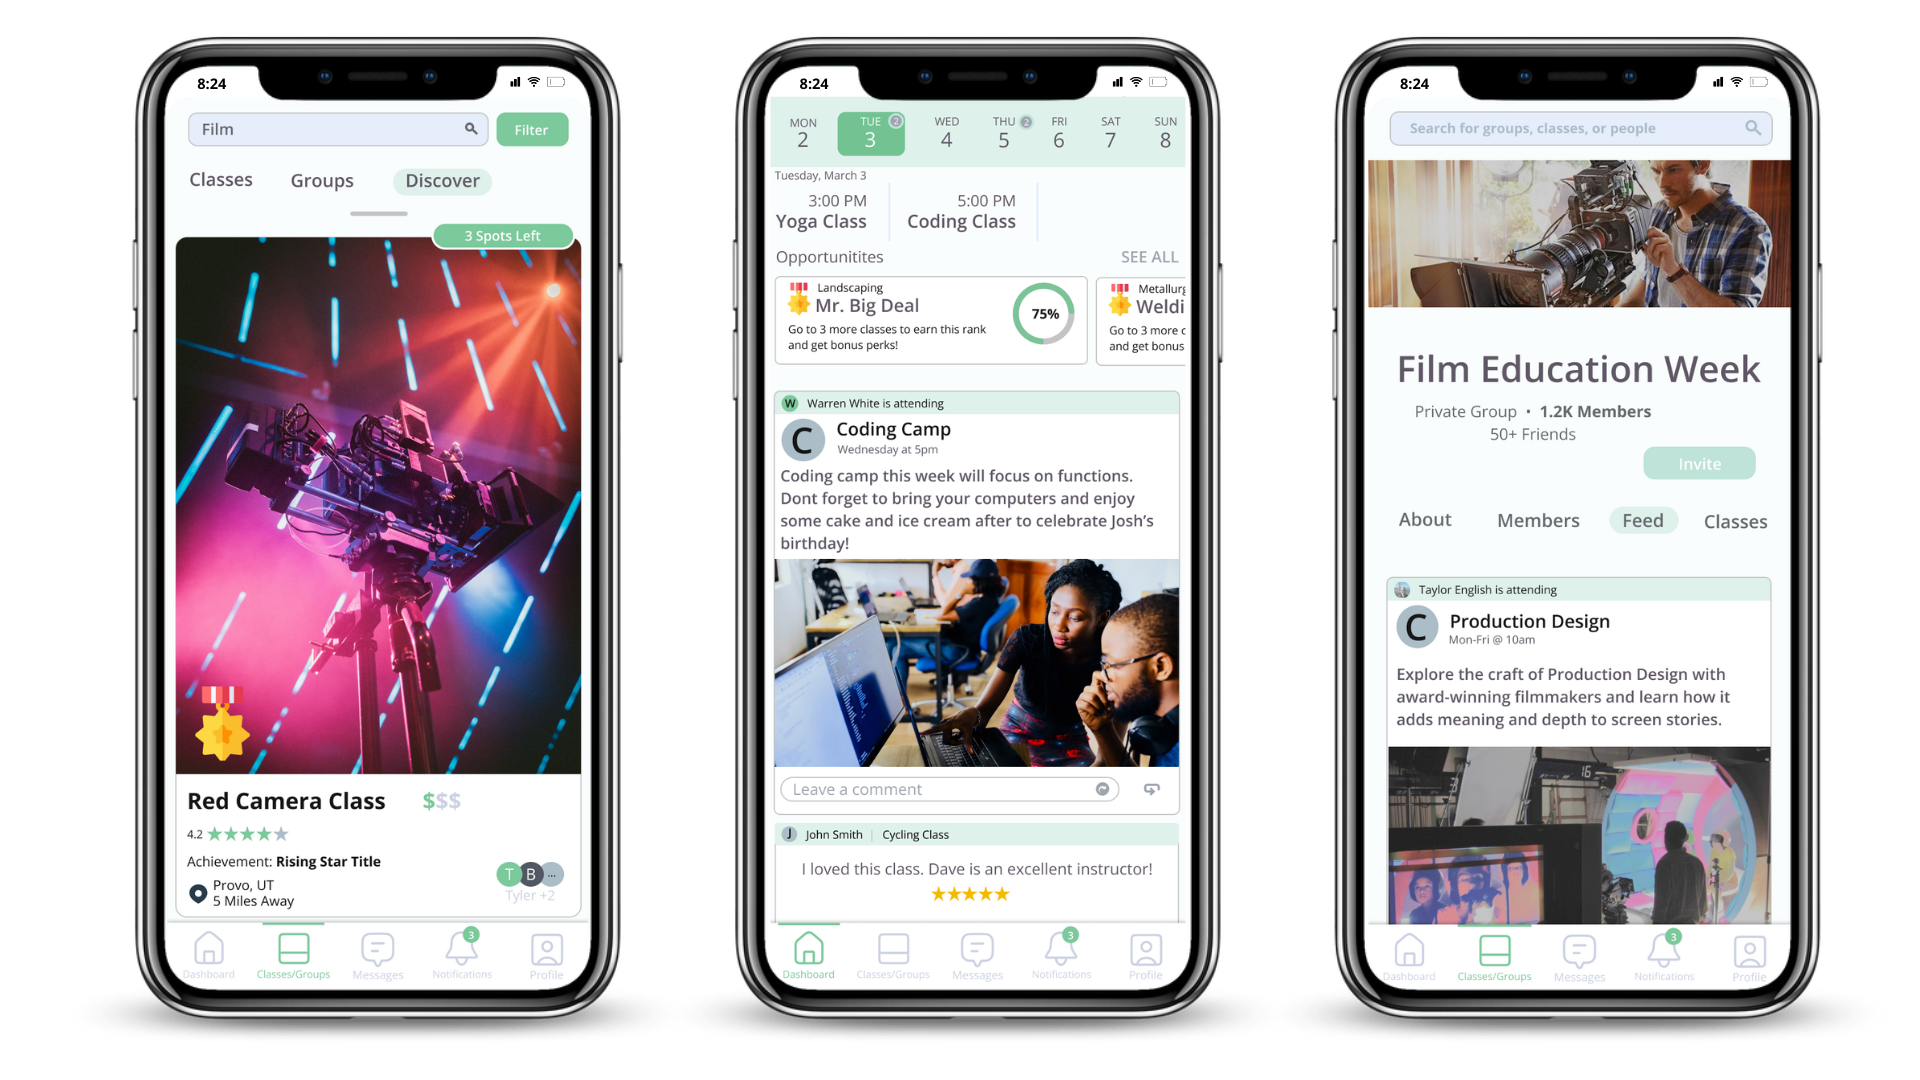 8:24
Film
Filter
Classes Groups Discover
3 Spots Left
Red Camera Class $$$
4.2
Achievement: Rising Star Title
Provo, UT
5 Miles Away
T B ...
Tyler +2
3
Dashboard Classes/Groups Messages Notifications Profile
8:24
MON TUE 2 WED THU 2 FRI SAT SUN
2 3 4 5 6 7 8
Tuesday, March 3
3:00 PM 5:00 PM
Yoga Class Coding Class
Opportunitites SEE ALL
Landscaping
Mr. Big Deal
Go to 3 more classes to earn this rank
and get bonus perks!
75%
Metallurg
Weldi
Go to 3 more c
and get bonus
W Warren White is attending
C Coding Camp
Wednesday at 5pm
Coding camp this week will focus on functions.
Dont forget to bring your computers and enjoy
some cake and ice cream after to celebrate Josh's
birthday!
Leave a comment
J John Smith | Cycling Class
I loved this class. Dave is an excellent instructor!
3
Dashboard Classes/Groups Messages Notifications Profile
8:24
Search for groups, classes, or people
Film Education Week
Private Group • 1.2K Members
50+ Friends
Invite
About Members Feed Classes
Taylor English is attending
C Production Design
Mon-Fri @ 10am
Explore the craft of Production Design with
award-winning filmmakers and learn how it
adds meaning and depth to screen stories.
16
3
Dashboard Classes/Groups Messages Notifications Profile